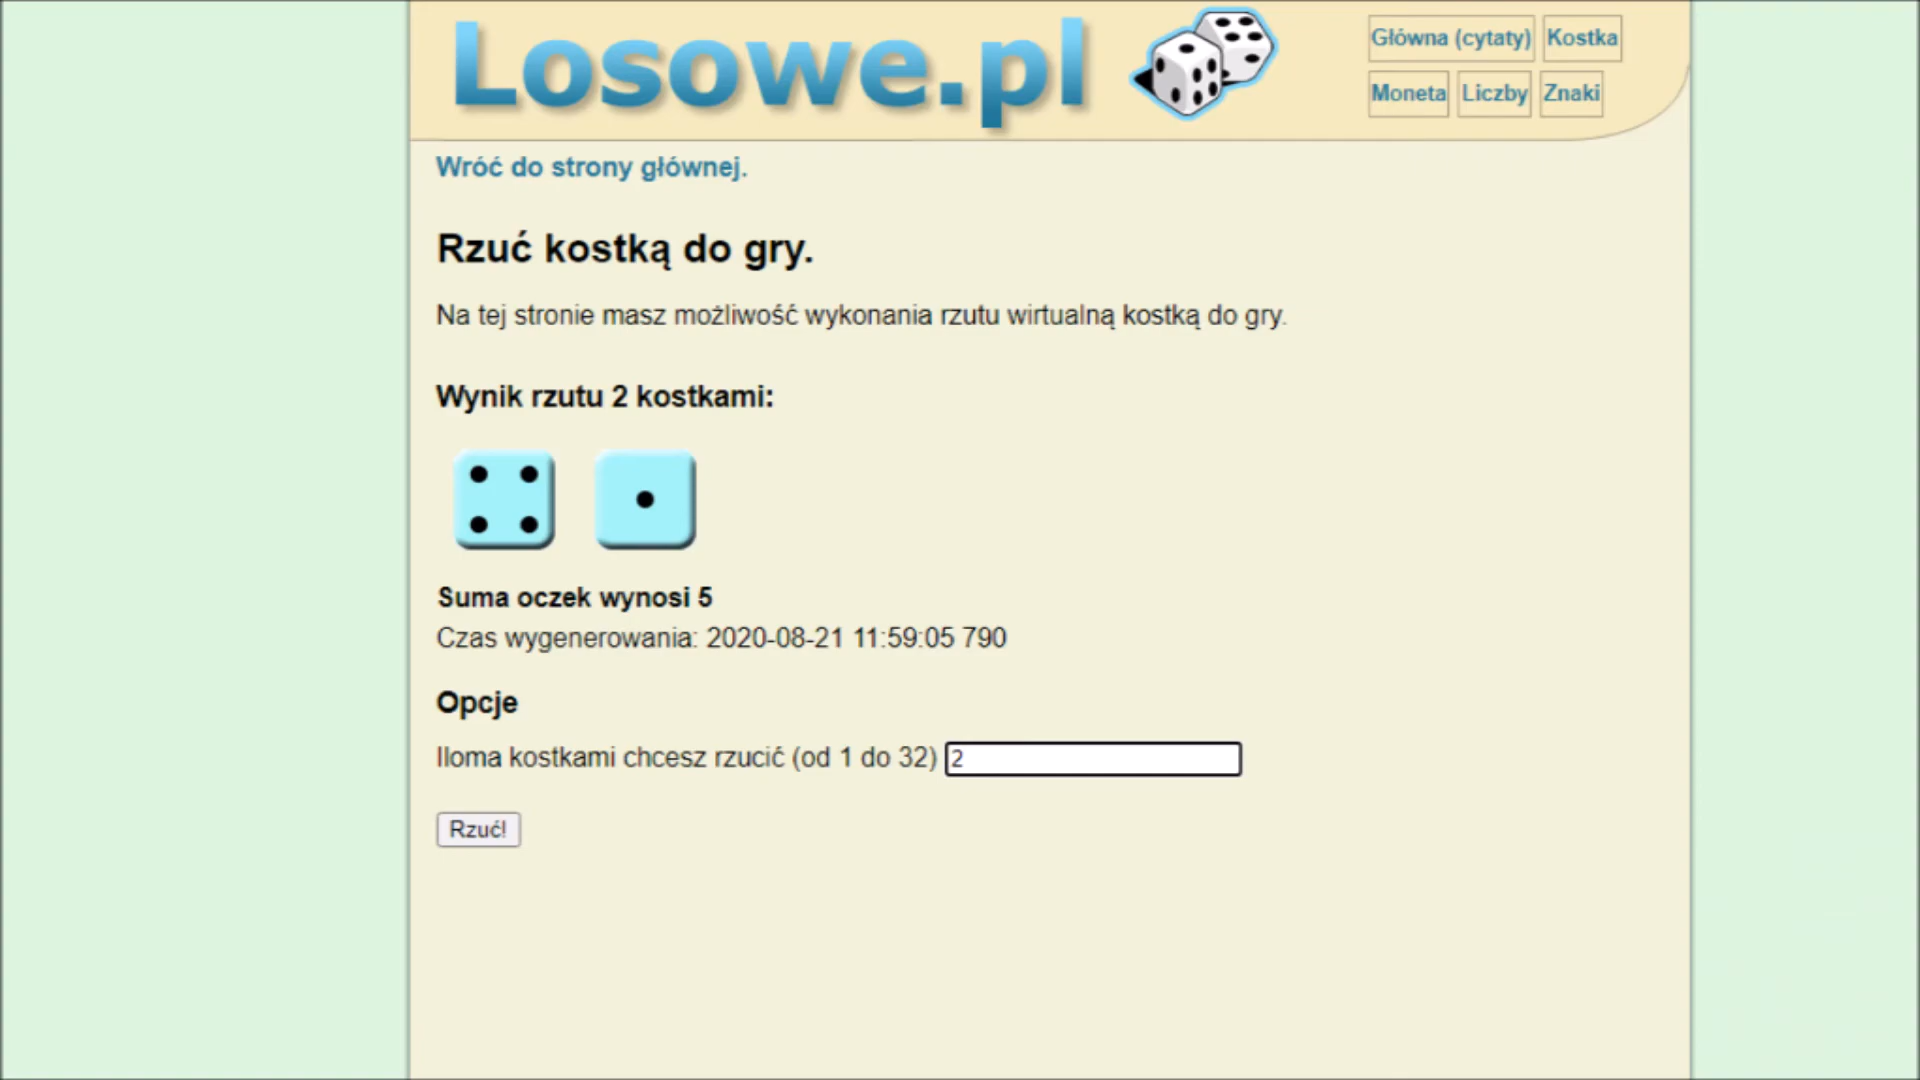 Losowe.pl
Główna (cytaty) Kostka
Moneta Liczby Znaki
Wróć do strony głównej.
Rzuć kostką do gry.
Na tej stronie masz możliwość wykonania rzutu wirtualną kostką do gry.
Wynik rzutu 2 kostkami:
Suma oczek wynosi 5
Czas wygenerowania: 2020-08-21 11:59:05 790
Opcje
Iloma kostkami chcesz rzucić (od 1 do 32) 2
Rzuć!